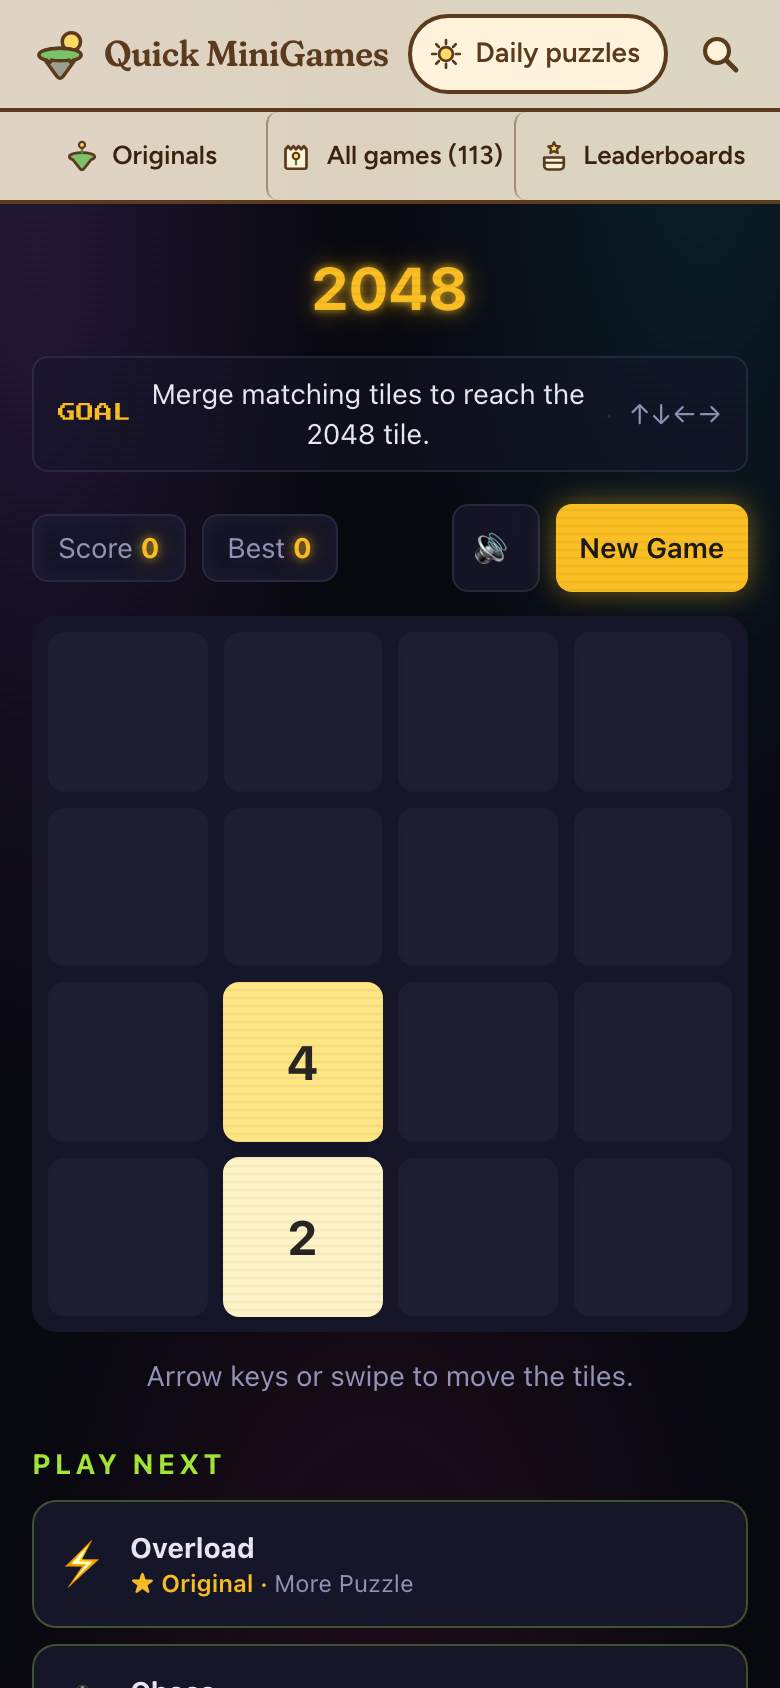 Quick MiniGames
Daily puzzles
Originals
All games (113)
Leaderboards
2048
GOAL
Merge matching tiles to reach the
2048 tile.
· ↑↓←→
Score 0
Best 0
New Game
4
2
Arrow keys or swipe to move the tiles.
PLAY NEXT
Overload
★ Original · More Puzzle